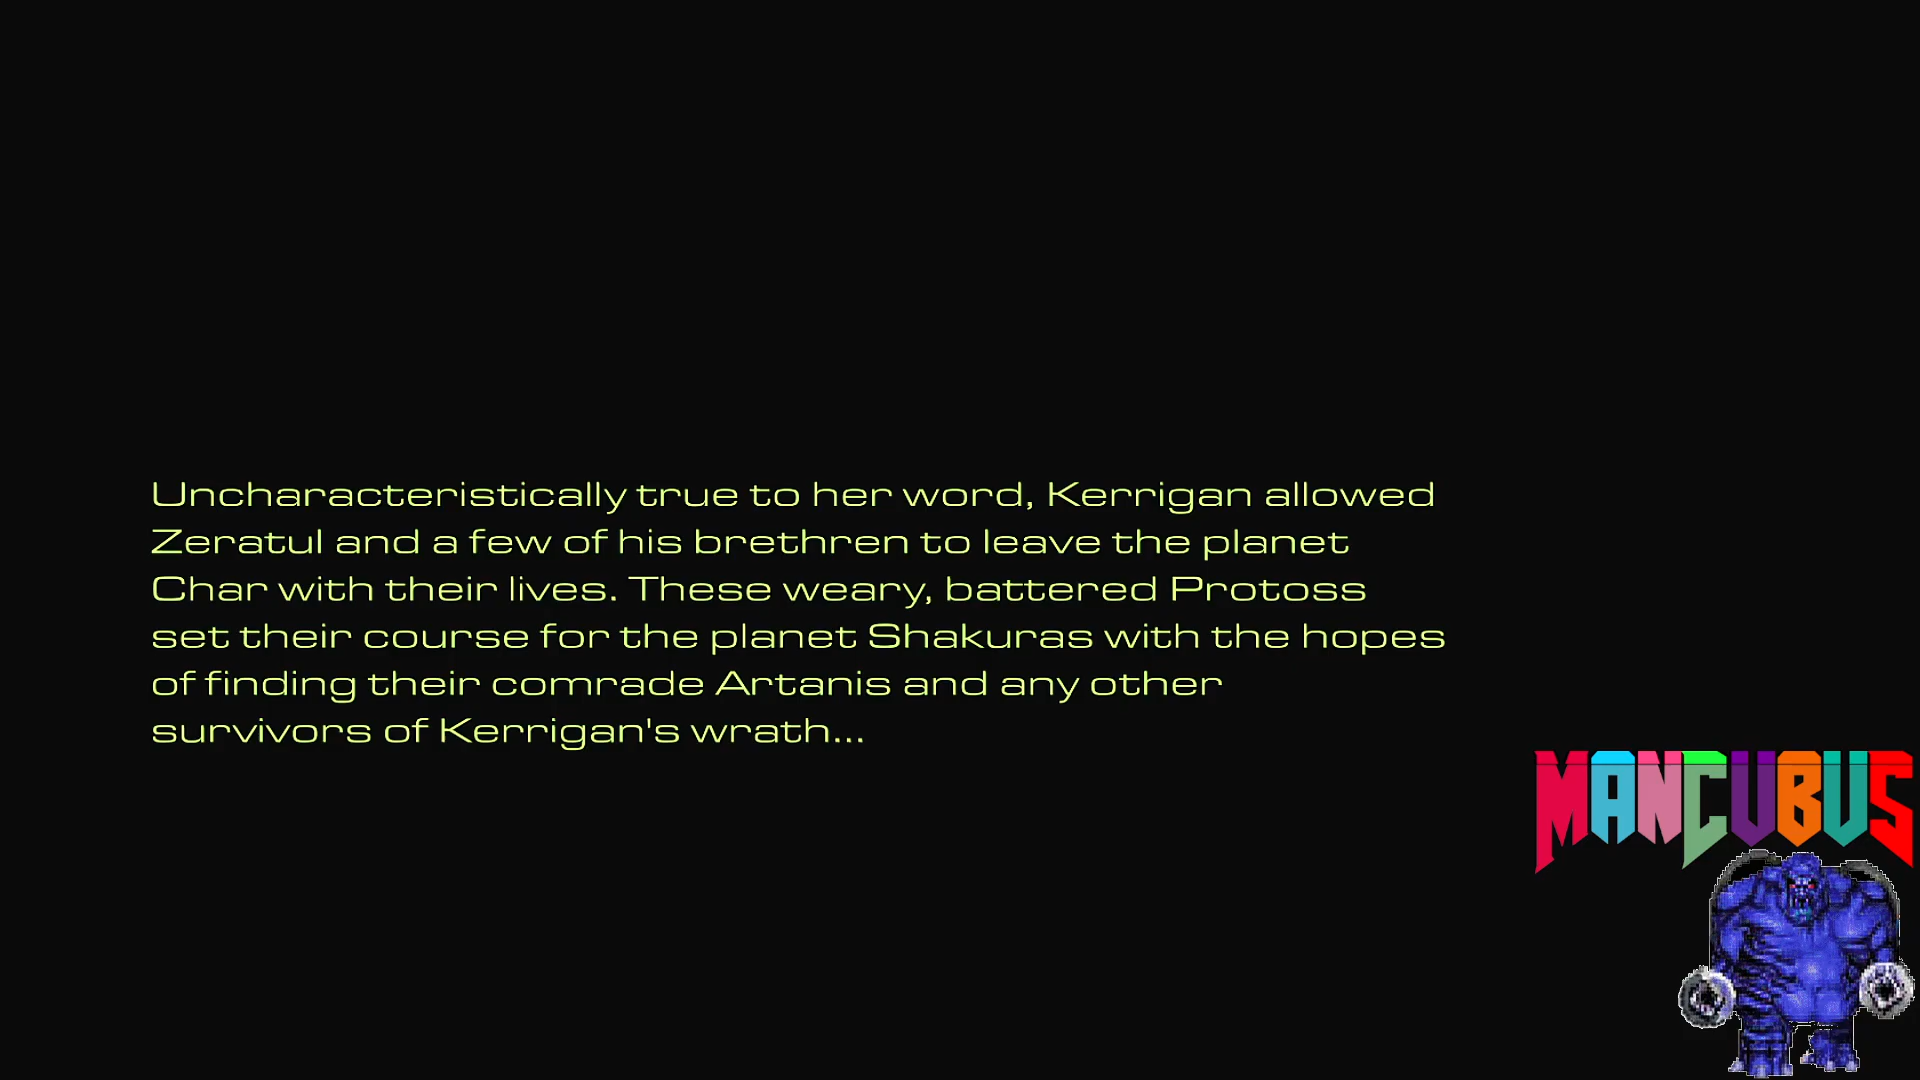 Uncharacteristically true to her word, Kerrigan allowed
Zeratul and a few of his brethren to leave the planet
Char with their lives. These weary, battered Protoss
set their course for the planet Shakuras with the hopes
of finding their comrade Artanis and any other
survivors of Kerrigan's wrath...
MANCUBUS